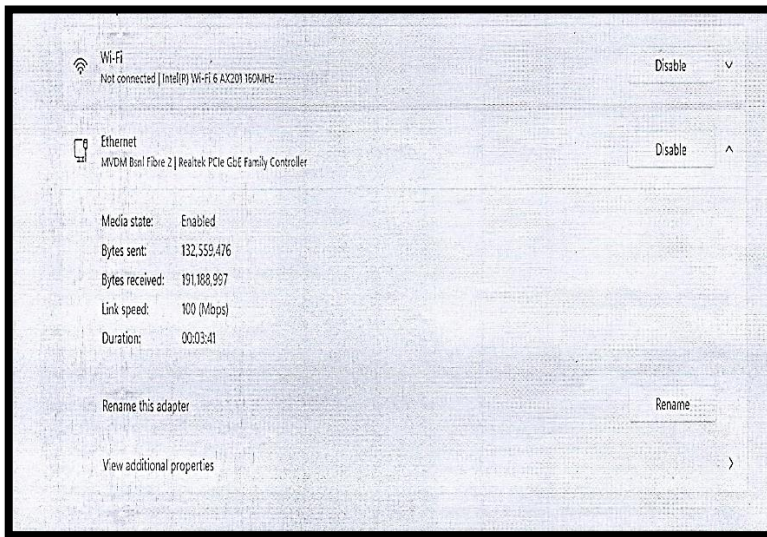 Wi-Fi
Not connected | Intel(R) Wi-Fi 6 AX201 160MHz
Disable
Ethernet
MVDM Bsnl Fibre 2 | Realtek PCIe GbE Family Controller
Disable
Media state: Enabled
Bytes sent: 132,559,476
Bytes received: 191,188,997
Link speed: 100 (Mbps)
Duration: 00:03:41
Rename this adapter
Rename
View additional properties